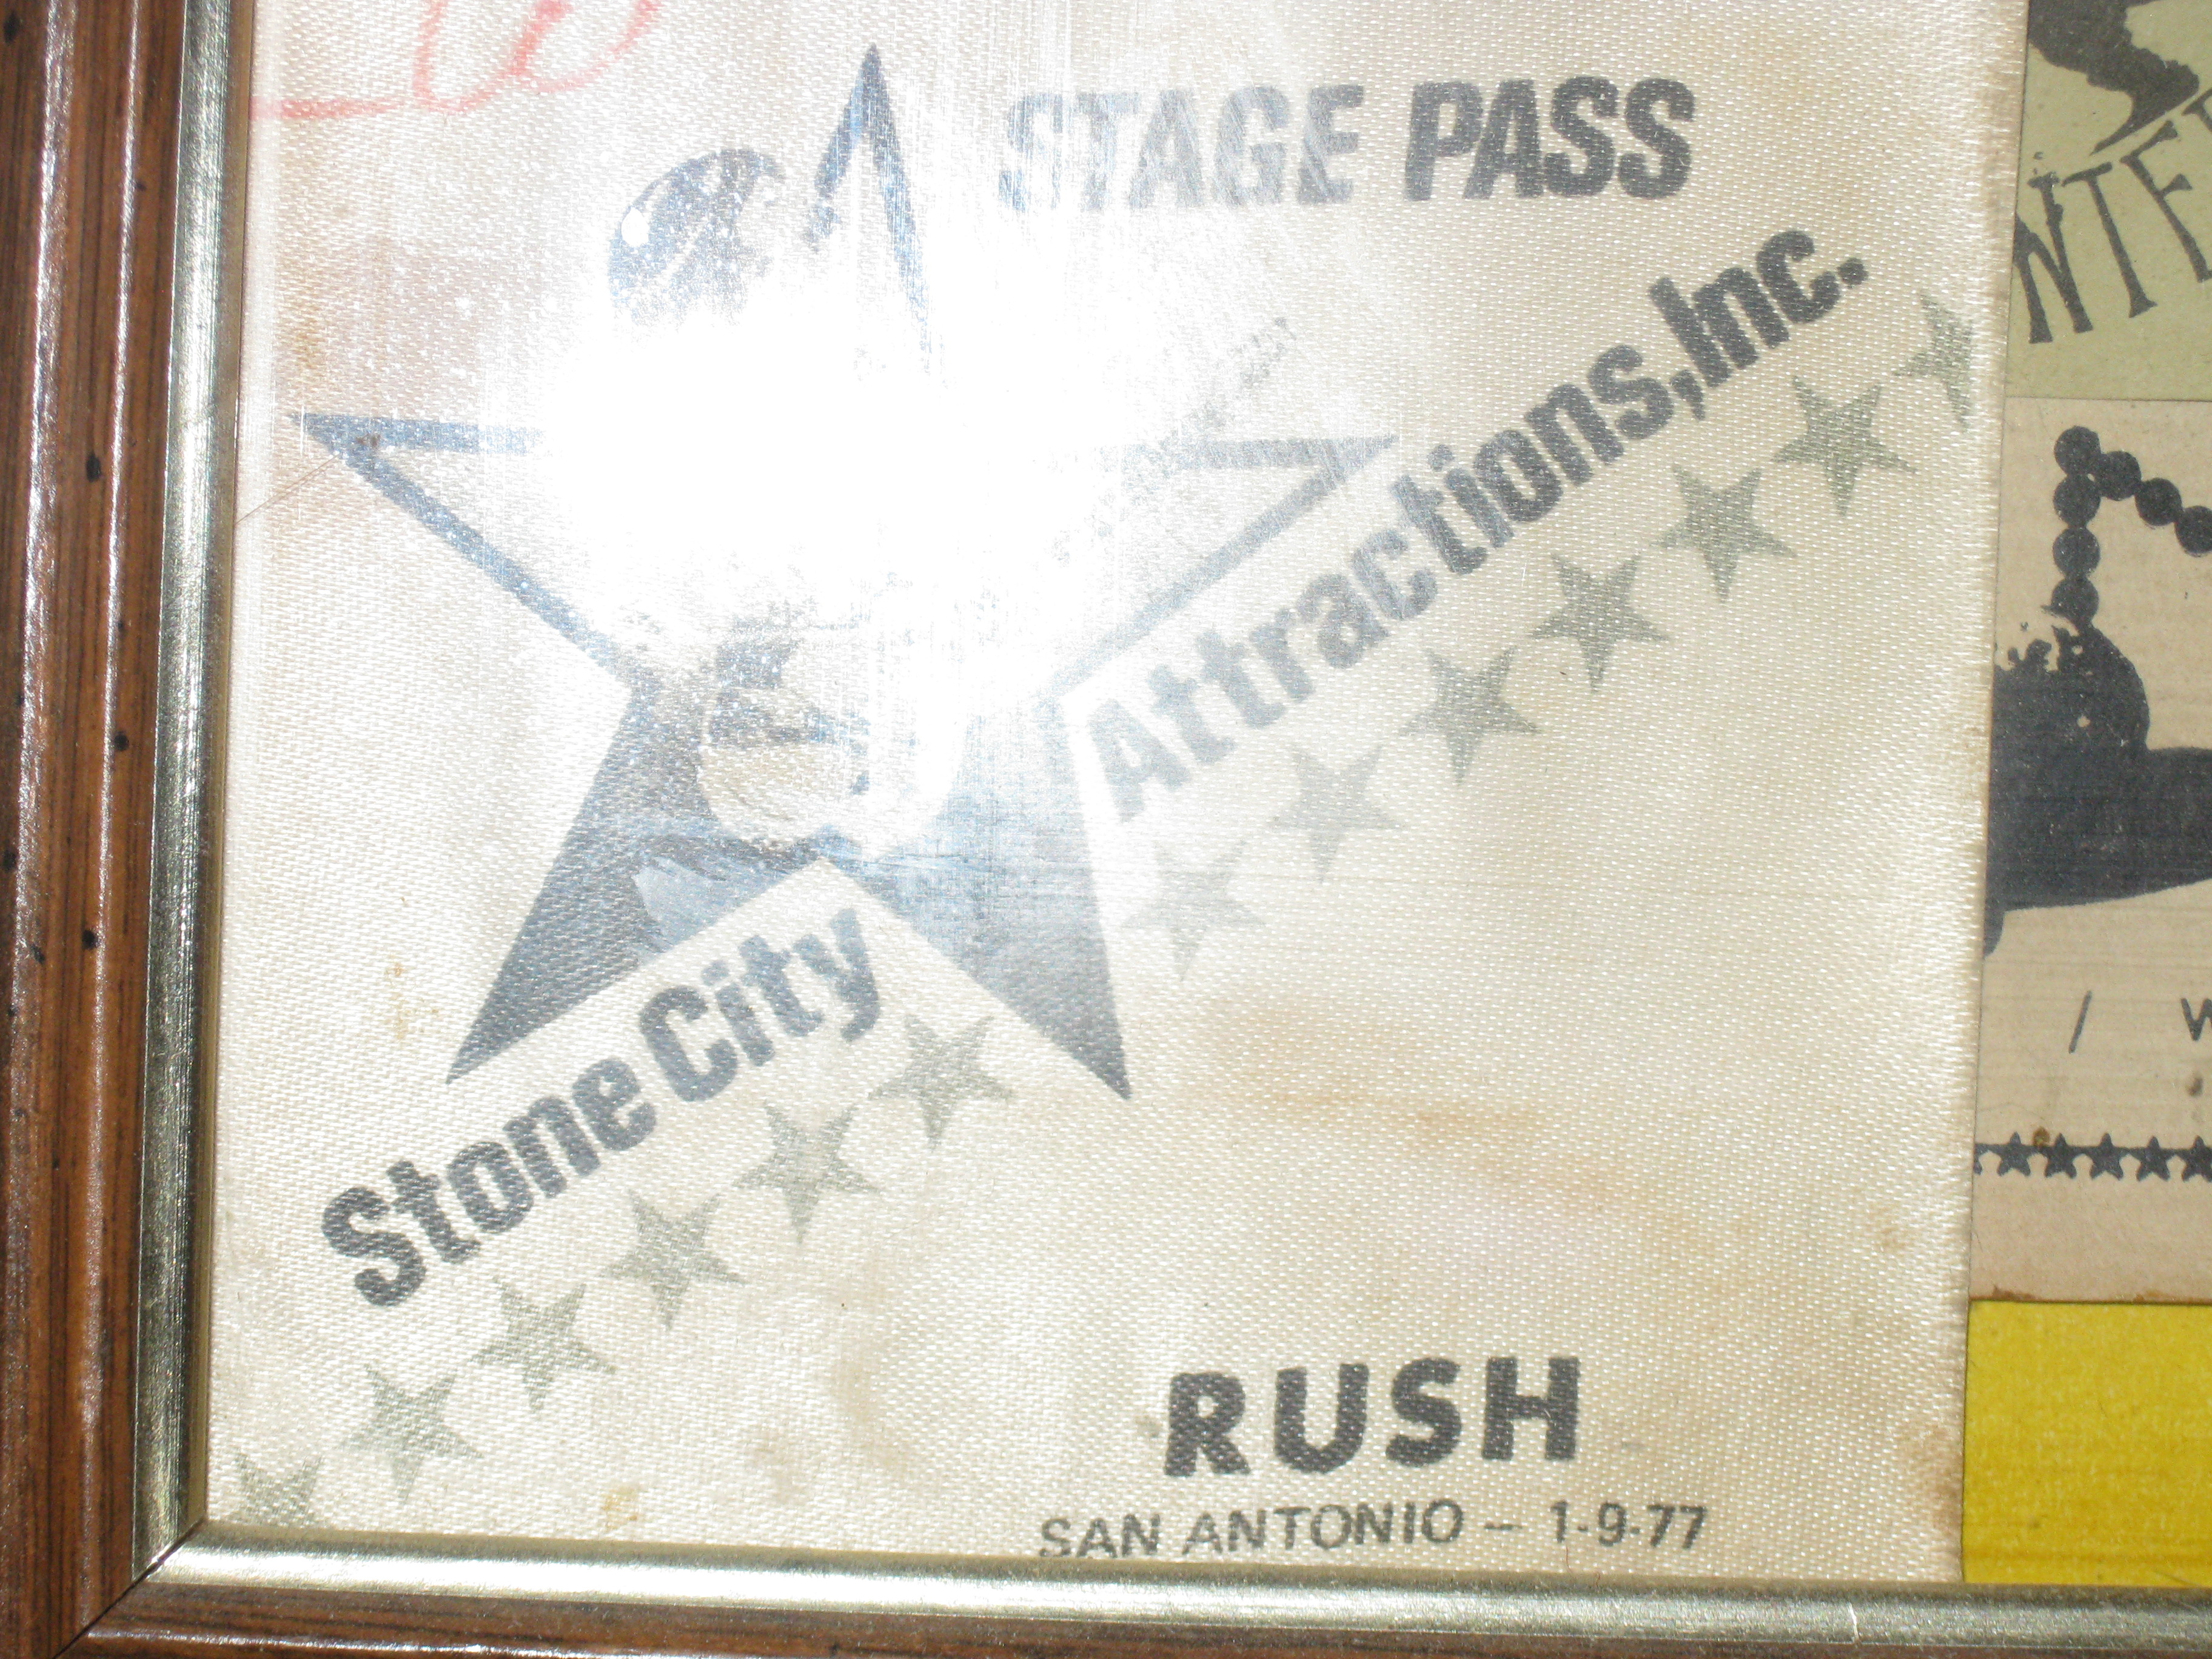 STAGE PASS
Stone City Attractions, Inc.
RUSH
SAN ANTONIO – 1-9-77
/ W